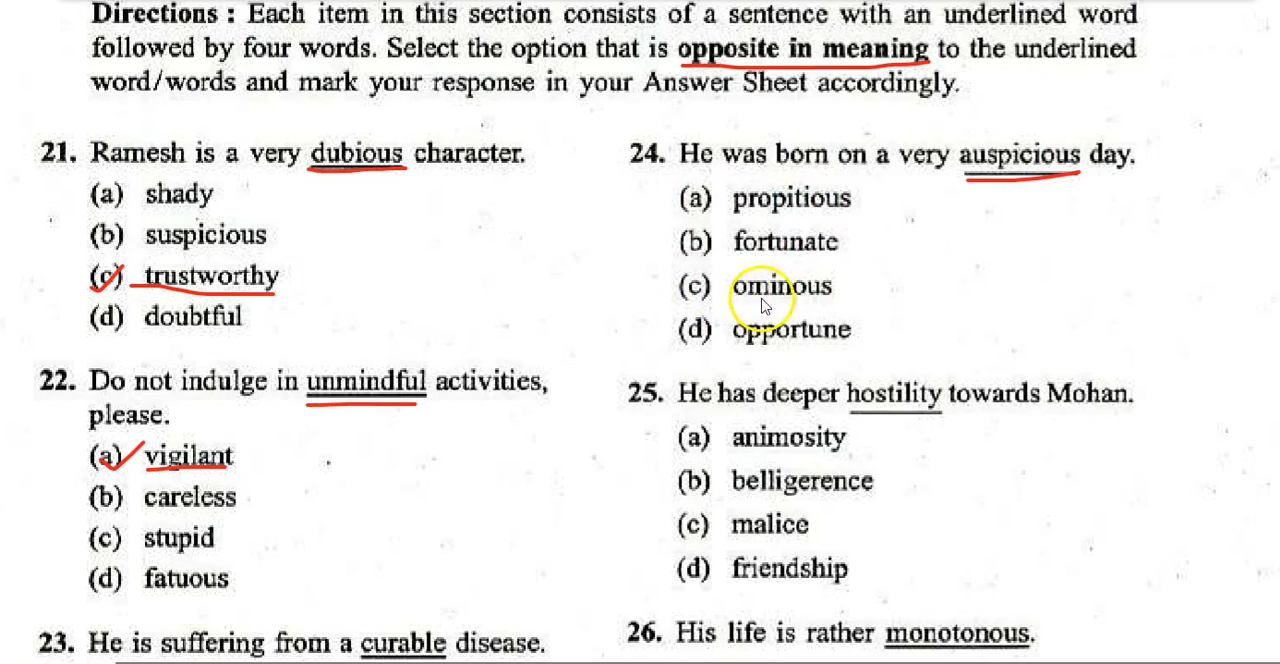 Directions : Each item in this section consists of a sentence with an underlined word
followed by four words. Select the option that is opposite in meaning to the underlined
word/words and mark your response in your Answer Sheet accordingly.
21. Ramesh is a very dubious character.
(a) shady
(b) suspicious
(c) trustworthy
(d) doubtful
22. Do not indulge in unmindful activities,
please.
(a) vigilant
(b) careless
(c) stupid
(d) fatuous
23. He is suffering from a curable disease.
24. He was born on a very auspicious day.
(a) propitious
(b) fortunate
(c) ominous
(d) opportune
25. He has deeper hostility towards Mohan.
(a) animosity
(b) belligerence
(c) malice
(d) friendship
26. His life is rather monotonous.